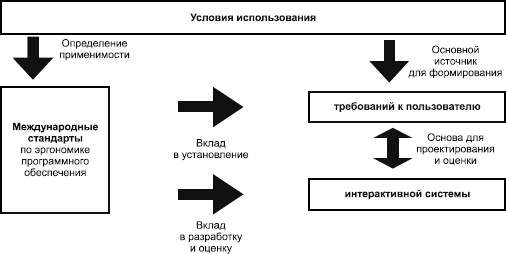 Условия использования
Определение
применимости
Основной
источник
для формирования
Международные
стандарты
по эргономике
программного
обеспечения
Вклад
в установление
требований к пользователю
Основа для
проектирования
и оценки
интерактивной системы
Вклад
в разработку
и оценку